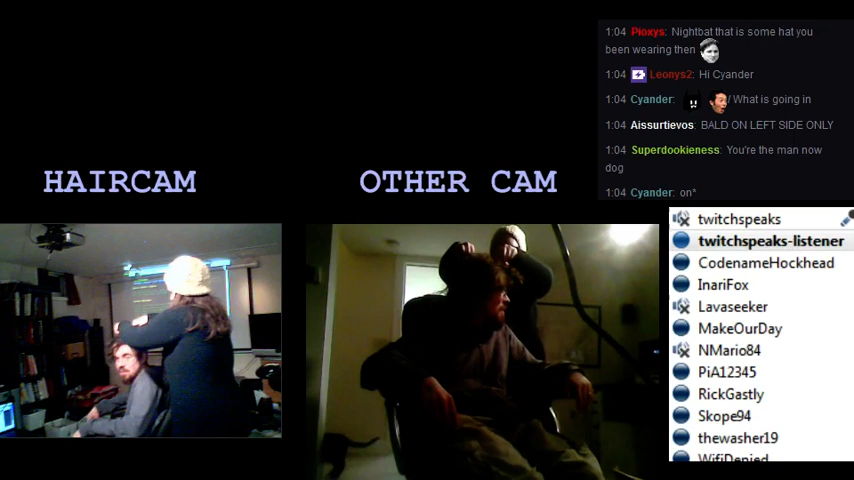 HAIRCAM
OTHER CAM
1:04 Pioxys: Nightbat that is some hat you
been wearing then
1:04 Leonys2: Hi Cyander
1:04 Cyander: / What is going in
1:04 Aissurtievos: BALD ON LEFT SIDE ONLY
1:04 Superdookieness: You're the man now
dog
1:04 Cyander: on*
twitchspeaks
twitchspeaks-listener
CodenameHockhead
InariFox
Lavaseeker
MakeOurDay
NMario84
PiA12345
RickGastly
Skope94
thewasher19
WifiDenied